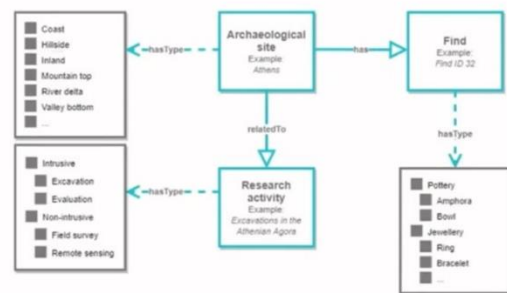 Coast
Hillside
Inland
Mountain top
River delta
Valley bottom
...
hasType
Archaeological
site
Example:
Athens
has
Find
Example:
Find ID 32
relatedTo
hasType
Intrusive
Excavation
Evaluation
Non-intrusive
Field survey
Remote sensing
hasType
Research
activity
Example:
Excavations in the
Athenian Agora
Pottery
Amphora
Bowl
Jewellery
Ring
Bracelet
...